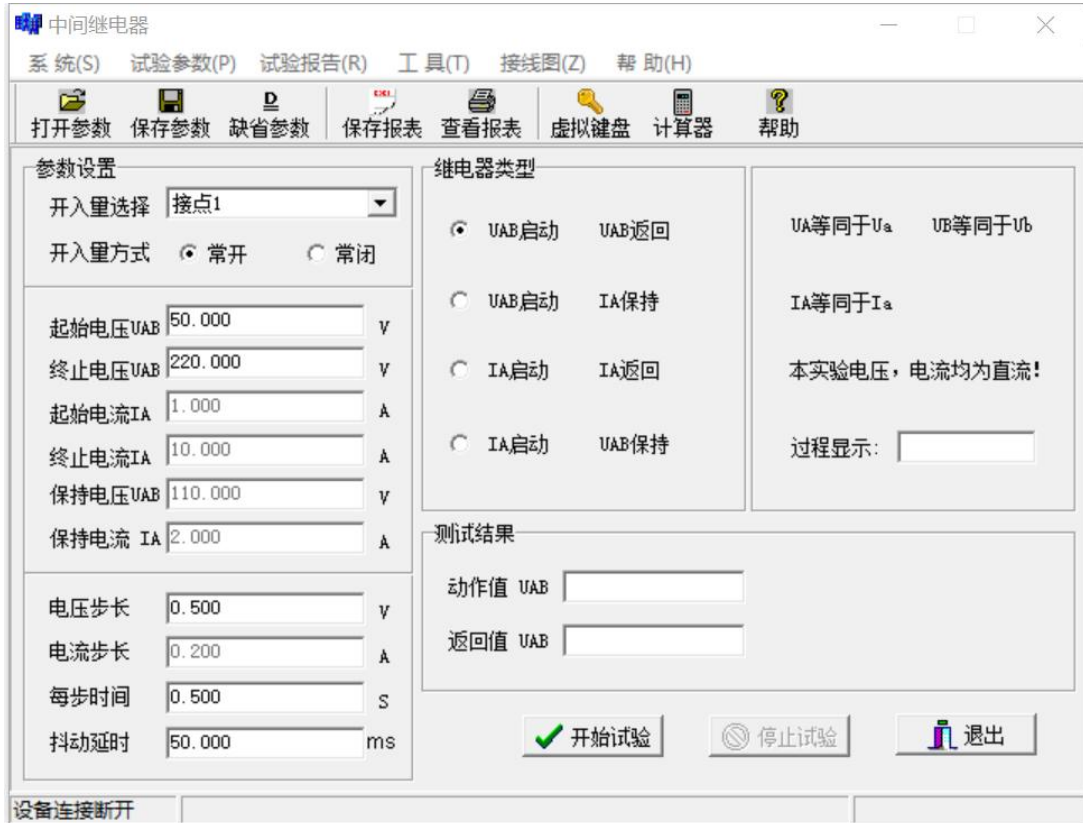 中间继电器
系 统(S) 试验参数(P) 试验报告(R) 工 具(T) 接线图(Z) 帮 助(H)
打开参数 保存参数 缺省参数 保存报表 查看报表 虚拟键盘 计算器 帮助
参数设置
开入量选择 接点1
开入量方式 常开 常闭
起始电压UAB 50.000 V
终止电压UAB 220.000 V
起始电流IA 1.000 A
终止电流IA 10.000 A
保持电压UAB 110.000 V
保持电流 IA 2.000 A
电压步长 0.500 V
电流步长 0.200 A
每步时间 0.500 S
抖动延时 50.000 ms
继电器类型
UAB启动 UAB返回
UAB启动 IA保持
IA启动 IA返回
IA启动 UAB保持
UA等同于Ua UB等同于Ub
IA等同于Ia
本实验电压，电流均为直流!
过程显示:
测试结果
动作值 UAB
返回值 UAB
开始试验 停止试验 退出
设备连接断开